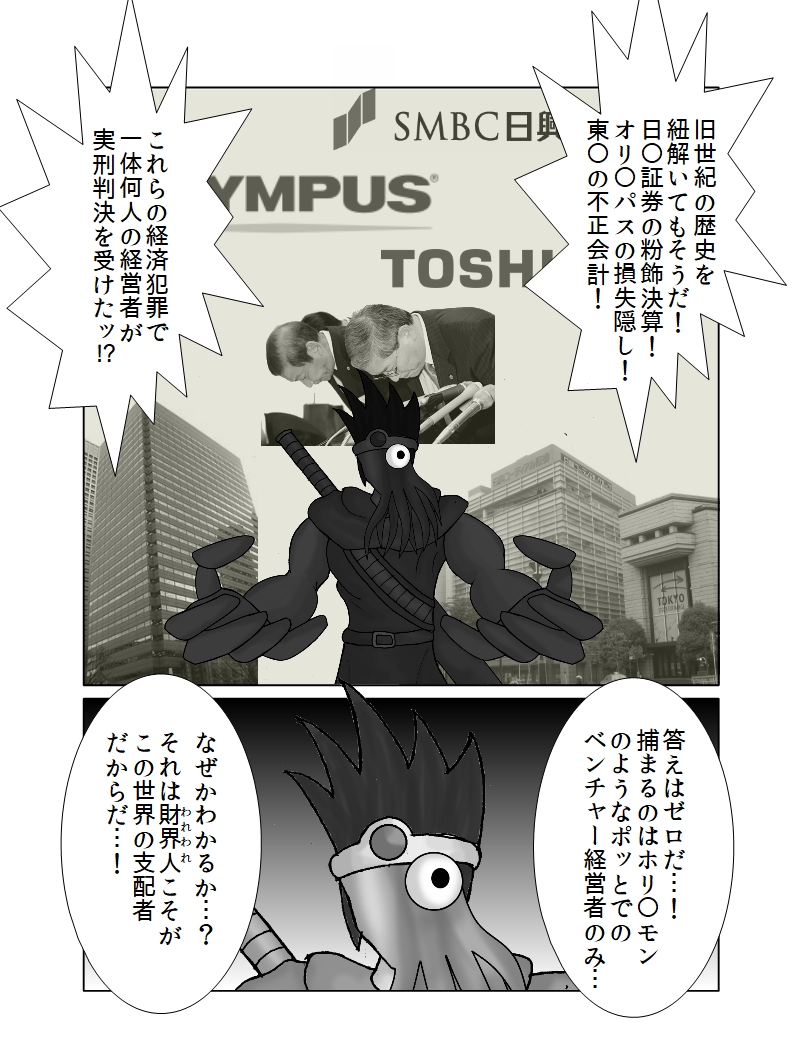 旧世紀の歴史を
紐解いてもそうだ！
日〇証券の粉飾決算！
オリ〇パスの損失隠し！
東〇の不正会計！
これらの経済犯罪で
一体何人の経営者が
実刑判決を受けたッ!?
SMBC日興
YMPUS®
TOSHI
TOKYO
答えはゼロだ…！
捕まるのはホリ〇モン
のようなポッとでの
ベンチャー経営者のみ…
なぜかわかるか…？
それは財界人こそが
われわれ
この世界の支配者
だからだ…！